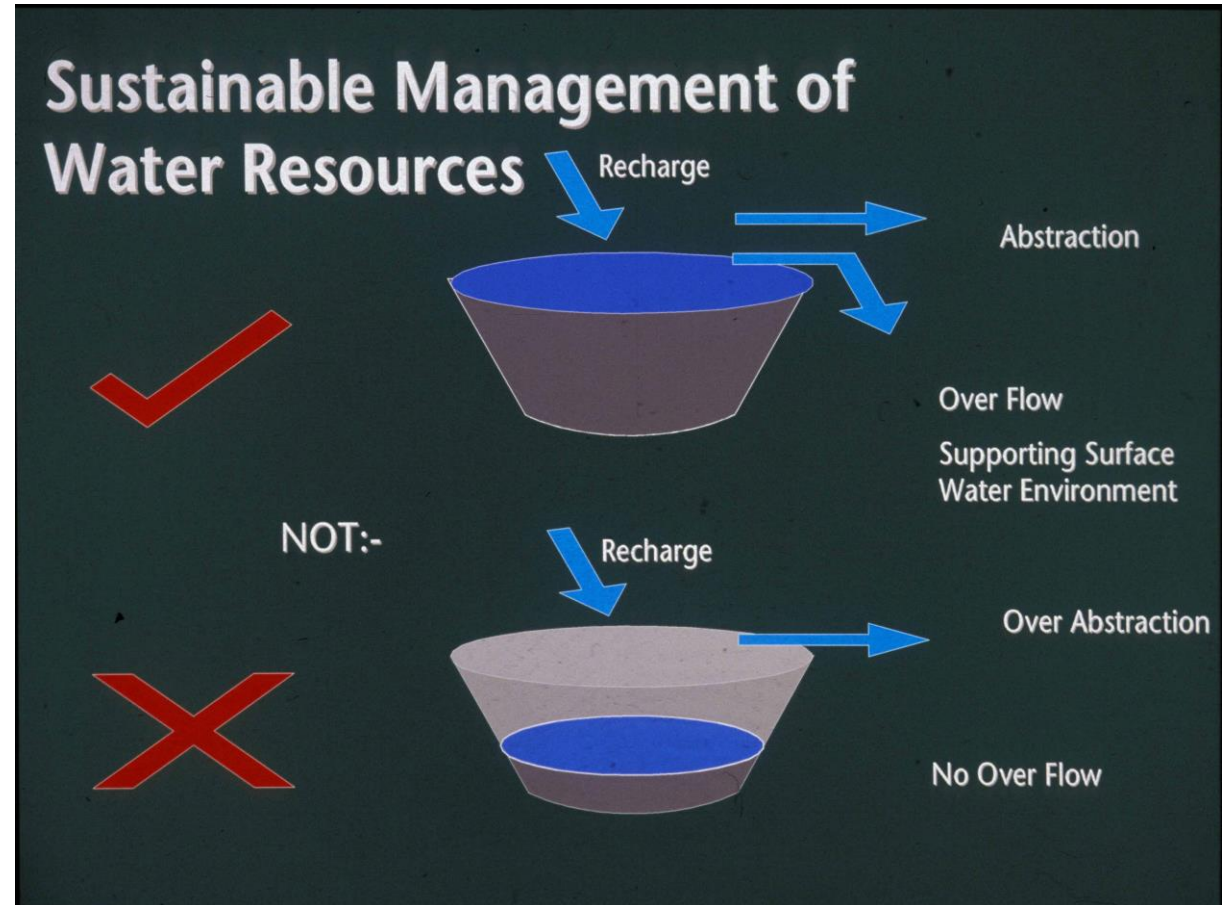 Sustainable Management of
Water Resources
Recharge
Abstraction
Over Flow
Supporting Surface
Water Environment
NOT:-
Recharge
Over Abstraction
No Over Flow